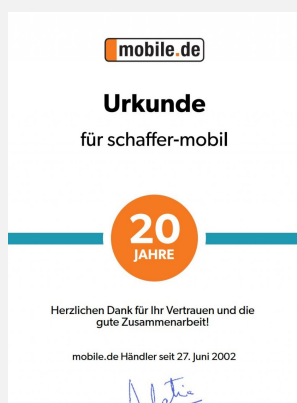 mobile.de
Urkunde
für schaffer-mobil
20
JAHRE
Herzlichen Dank für Ihr Vertrauen und die
gute Zusammenarbeit!
mobile.de Händler seit 27. Juni 2002